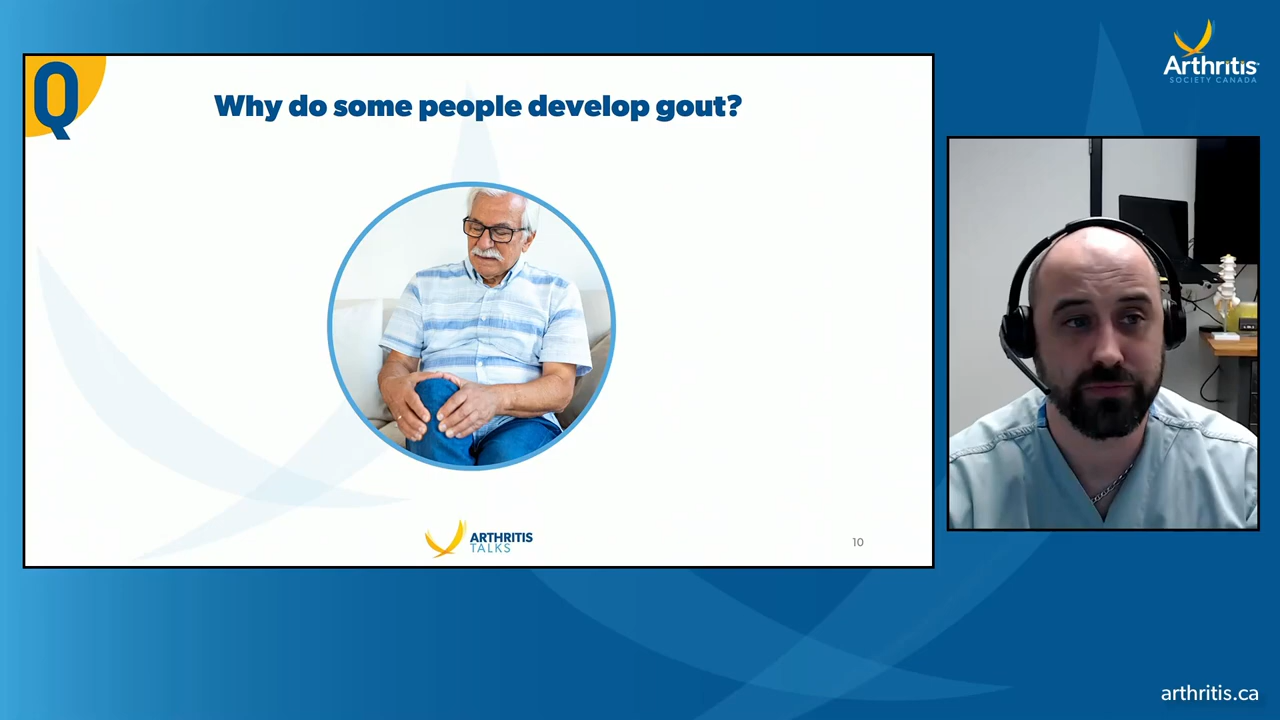 Q
Why do some people develop gout?
ARTHRITIS
TALKS
10
Arthritis
SOCIETY CANADA
arthritis.ca